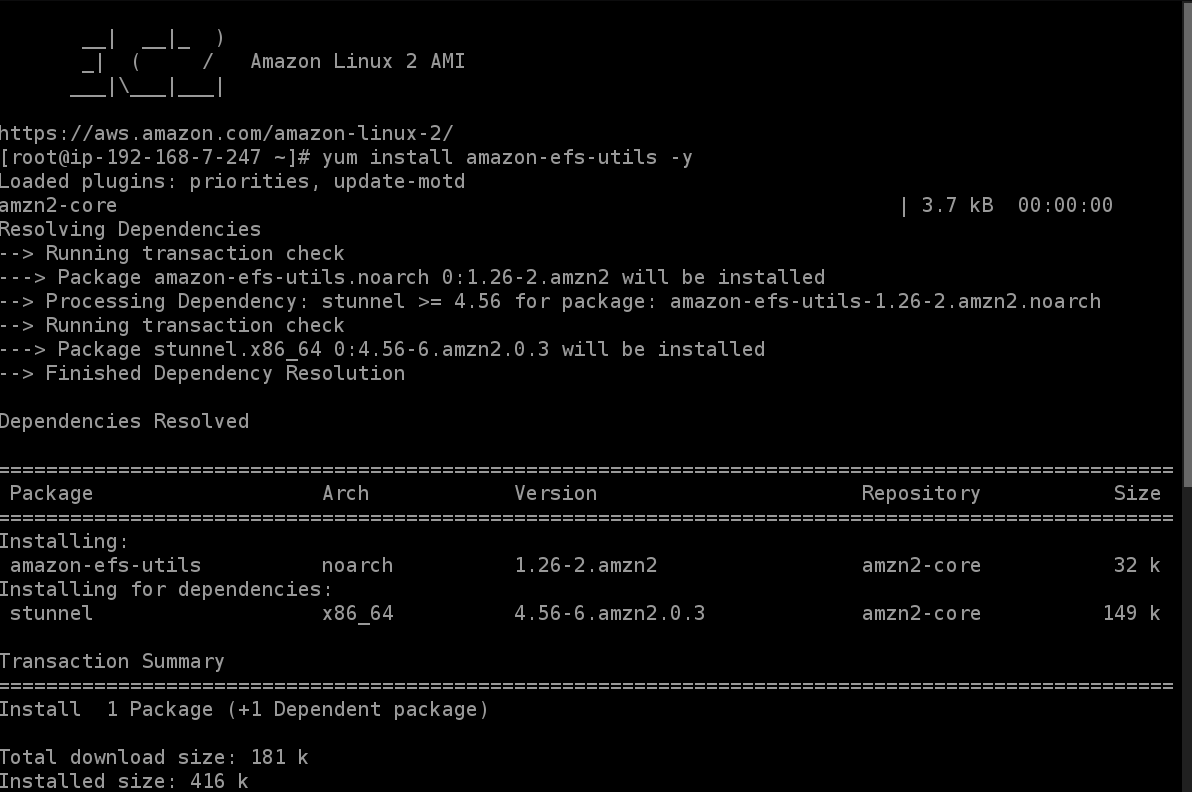 __|  __|_  )
       _|  (     /   Amazon Linux 2 AMI
      ___|\___|___|
https://aws.amazon.com/amazon-linux-2/
[root@ip-192-168-7-247 ~]# yum install amazon-efs-utils -y
Loaded plugins: priorities, update-motd
amzn2-core                                                                  | 3.7 kB  00:00:00
Resolving Dependencies
--> Running transaction check
---> Package amazon-efs-utils.noarch 0:1.26-2.amzn2 will be installed
--> Processing Dependency: stunnel >= 4.56 for package: amazon-efs-utils-1.26-2.amzn2.noarch
--> Running transaction check
---> Package stunnel.x86_64 0:4.56-6.amzn2.0.3 will be installed
--> Finished Dependency Resolution
Dependencies Resolved
==================================================================================================
 Package                   Arch            Version                      Repository           Size
==================================================================================================
Installing:
 amazon-efs-utils          noarch          1.26-2.amzn2                 amzn2-core           32 k
Installing for dependencies:
 stunnel                   x86_64          4.56-6.amzn2.0.3             amzn2-core          149 k
Transaction Summary
==================================================================================================
Install  1 Package (+1 Dependent package)
Total download size: 181 k
Installed size: 416 k